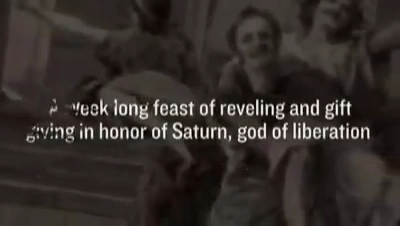 A week long feast of reveling and gift
giving in honor of Saturn, god of liberation